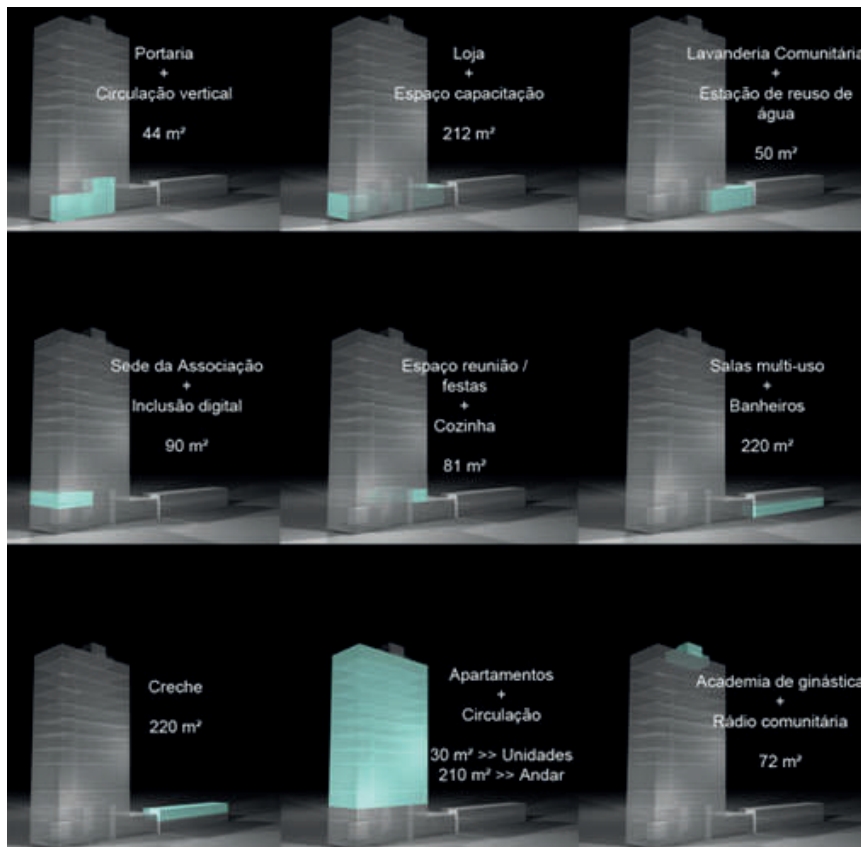 Portaria
+
Circulação vertical
44 m²
Loja
+
Espaço capacitação
212 m²
Lavanderia Comunitária
+
Estação de reuso de
água
50 m²
Sede da Associação
+
Inclusão digital
90 m²
Espaço reunião /
festas
+
Cozinha
81 m²
Salas multi-uso
+
Banheiros
220 m²
Creche
220 m²
Apartamentos
+
Circulação
30 m² >> Unidades
210 m² >> Andar
Academia de ginástica
+
Rádio comunitária
72 m²